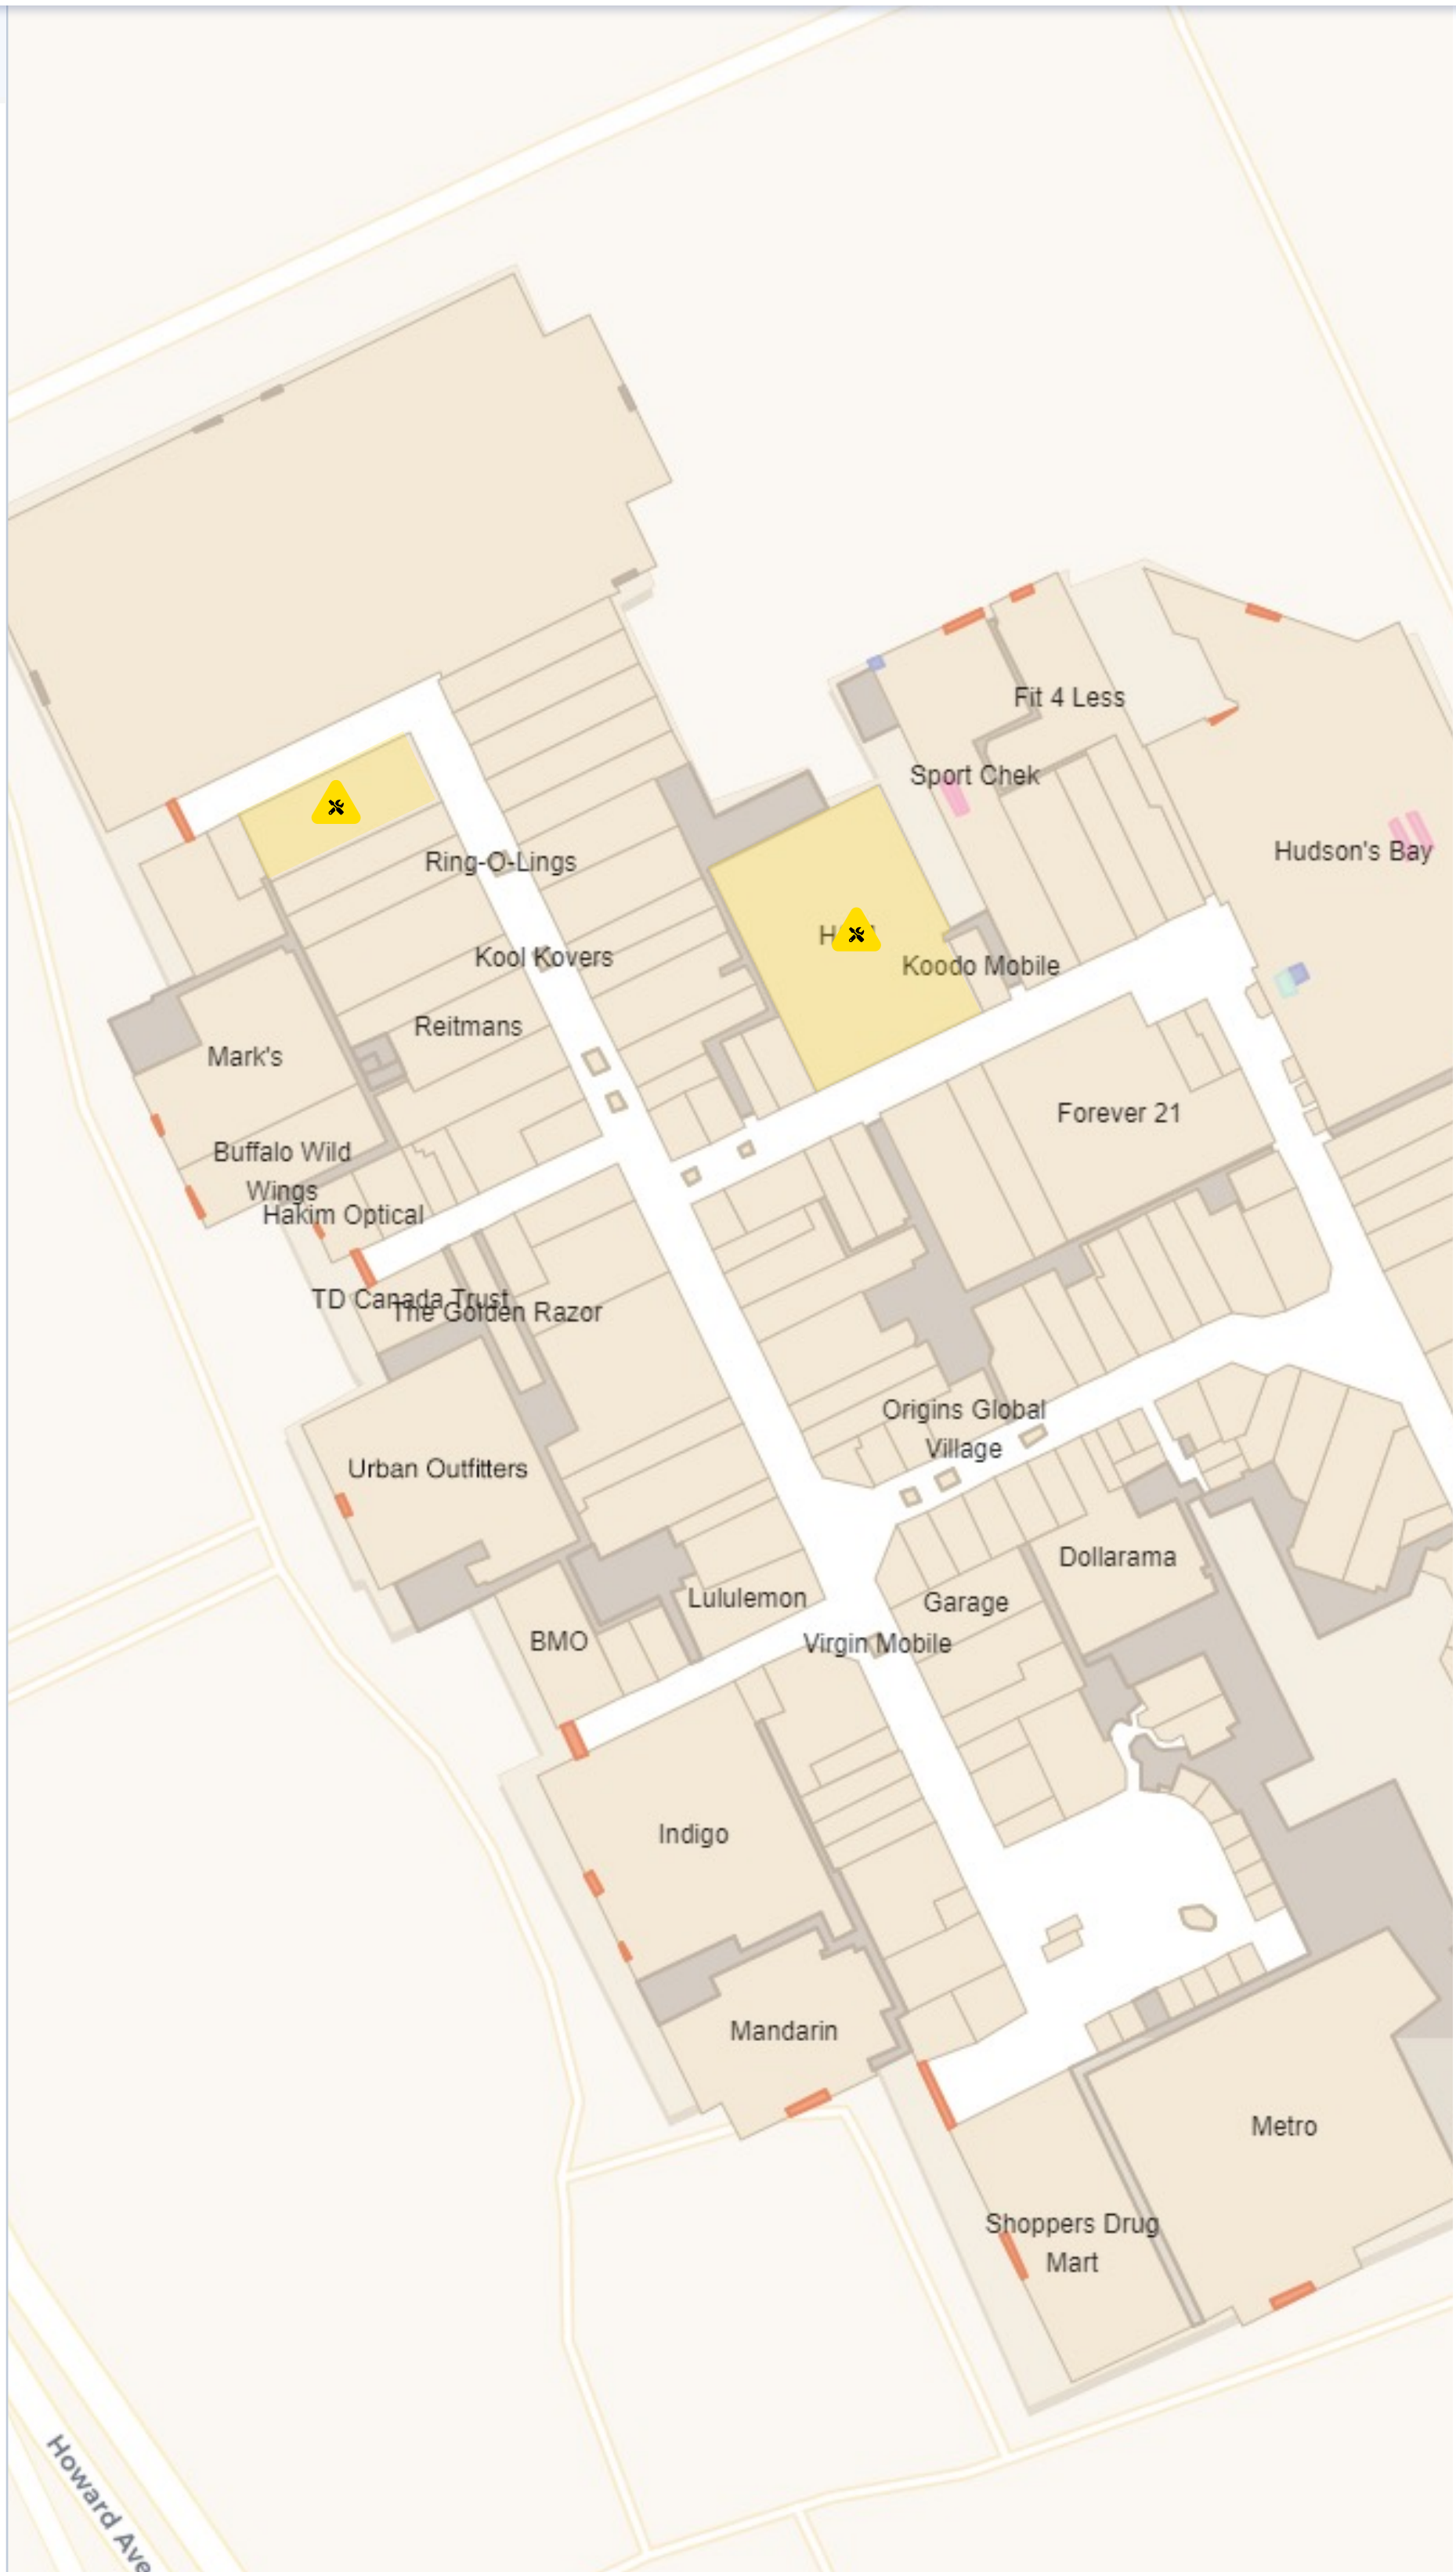 Fit 4 Less
Sport Chek
Hudson's Bay
Ring-O-Lings
Kool Kovers
Koodo Mobile
Reitmans
Mark's
Forever 21
Buffalo Wild
Wings
Hakim Optical
TD Canada Trust
The Golden Razor
Origins Global
Village
Urban Outfitters
Dollarama
Lululemon
Garage
BMO
Virgin Mobile
Indigo
Mandarin
Metro
Shoppers Drug
Mart
Howard Ave